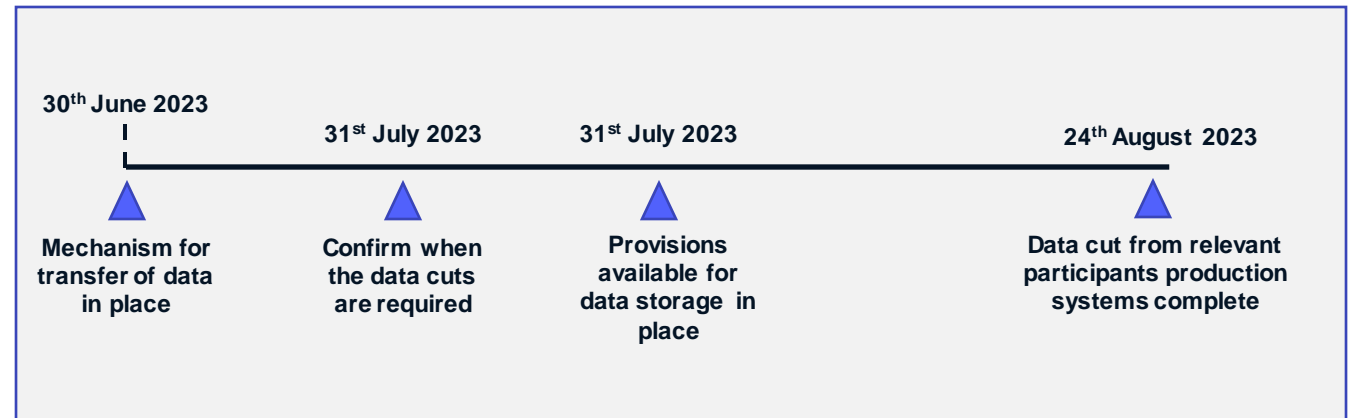 30th June 2023
31st July 2023
31st July 2023
24th August 2023
Mechanism for
transfer of data
in place
Confirm when
the data cuts
are required
Provisions
available for
data storage in
place
Data cut from relevant
participants production
systems complete